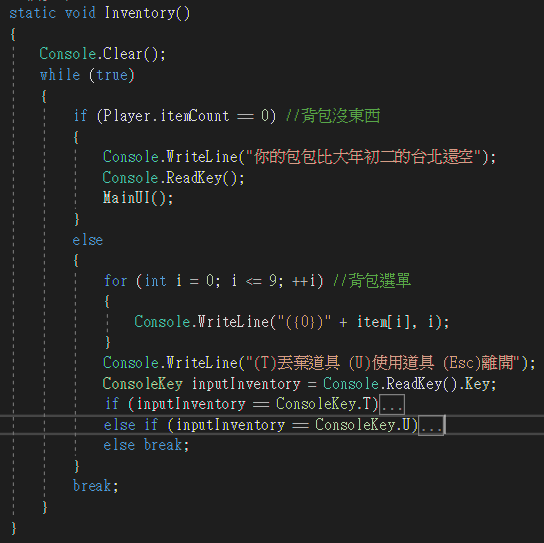 static void Inventory()
{
Console.Clear();
while (true)
{
if (Player.itemCount == 0) //背包沒東西
{
Console.WriteLine("你的包包比大年初二的台北還空");
Console.ReadKey();
MainUI();
}
else
{
for (int i = 0; i <= 9; ++i) //背包選單
{
Console.WriteLine("({0})" + item[i], i);
}
Console.WriteLine("(T)丟棄道具 (U)使用道具 (Esc)離開");
ConsoleKey inputInventory = Console.ReadKey().Key;
if (inputInventory == ConsoleKey.T)...
else if (inputInventory == ConsoleKey.U)...
else break;
}
break;
}
}